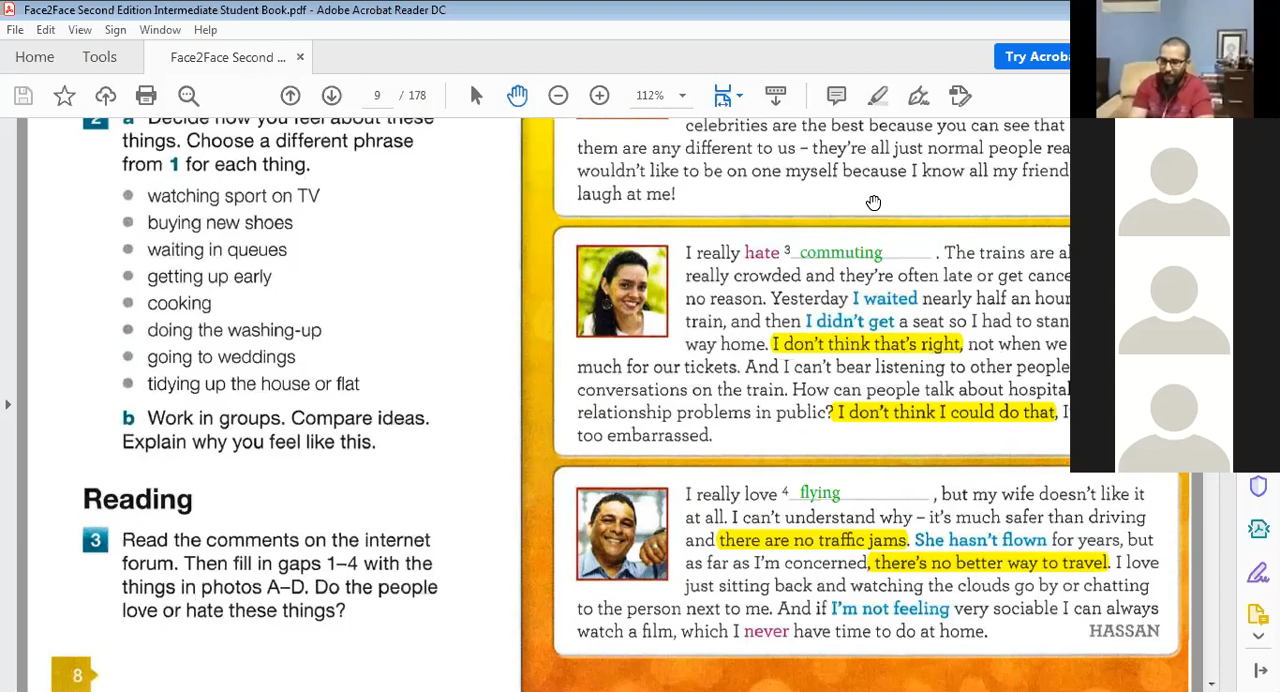 Face2Face Second Edition Intermediate Student Book.pdf - Adobe Acrobat Reader DC
File Edit View Sign Window Help
Home Tools Face2Face Second ... × Try Acroba
9 / 178 112%
2 a Decide how you feel about these
things. Choose a different phrase
from 1 for each thing.
watching sport on TV
buying new shoes
waiting in queues
getting up early
cooking
doing the washing-up
going to weddings
tidying up the house or flat
b Work in groups. Compare ideas.
Explain why you feel like this.
Reading
3 Read the comments on the internet
forum. Then fill in gaps 1–4 with the
things in photos A–D. Do the people
love or hate these things?
8
celebrities are the best because you can see that
them are any different to us – they're all just normal people rea
wouldn't like to be on one myself because I know all my friend
laugh at me!
I really hate ³ commuting . The trains are al
really crowded and they're often late or get cance
no reason. Yesterday I waited nearly half an hour
train, and then I didn't get a seat so I had to stan
way home. I don't think that's right, not when we
much for our tickets. And I can't bear listening to other people
conversations on the train. How can people talk about hospital
relationship problems in public? I don't think I could do that, I
too embarrassed.
I really love ⁴ flying , but my wife doesn't like it
at all. I can't understand why – it's much safer than driving
and there are no traffic jams. She hasn't flown for years, but
as far as I'm concerned, there's no better way to travel. I love
just sitting back and watching the clouds go by or chatting
to the person next to me. And if I'm not feeling very sociable I can always
watch a film, which I never have time to do at home. HASSAN